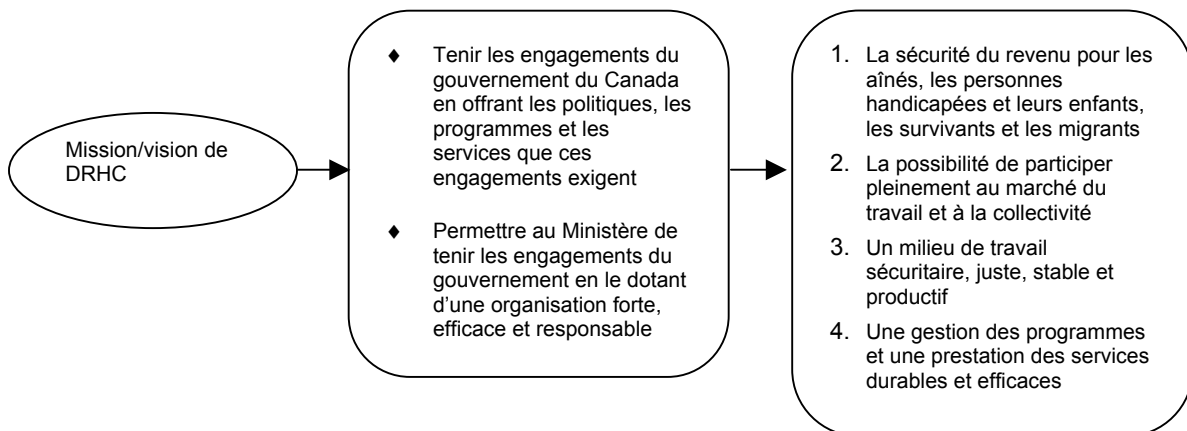 Mission/vision de
DRHC
♦ Tenir les engagements du
gouvernement du Canada
en offrant les politiques, les
programmes et les
services que ces
engagements exigent
♦ Permettre au Ministère de
tenir les engagements du
gouvernement en le dotant
d’une organisation forte,
efficace et responsable
1. La sécurité du revenu pour les
aînés, les personnes
handicapées et leurs enfants,
les survivants et les migrants
2. La possibilité de participer
pleinement au marché du
travail et à la collectivité
3. Un milieu de travail
sécuritaire, juste, stable et
productif
4. Une gestion des programmes
et une prestation des services
durables et efficaces